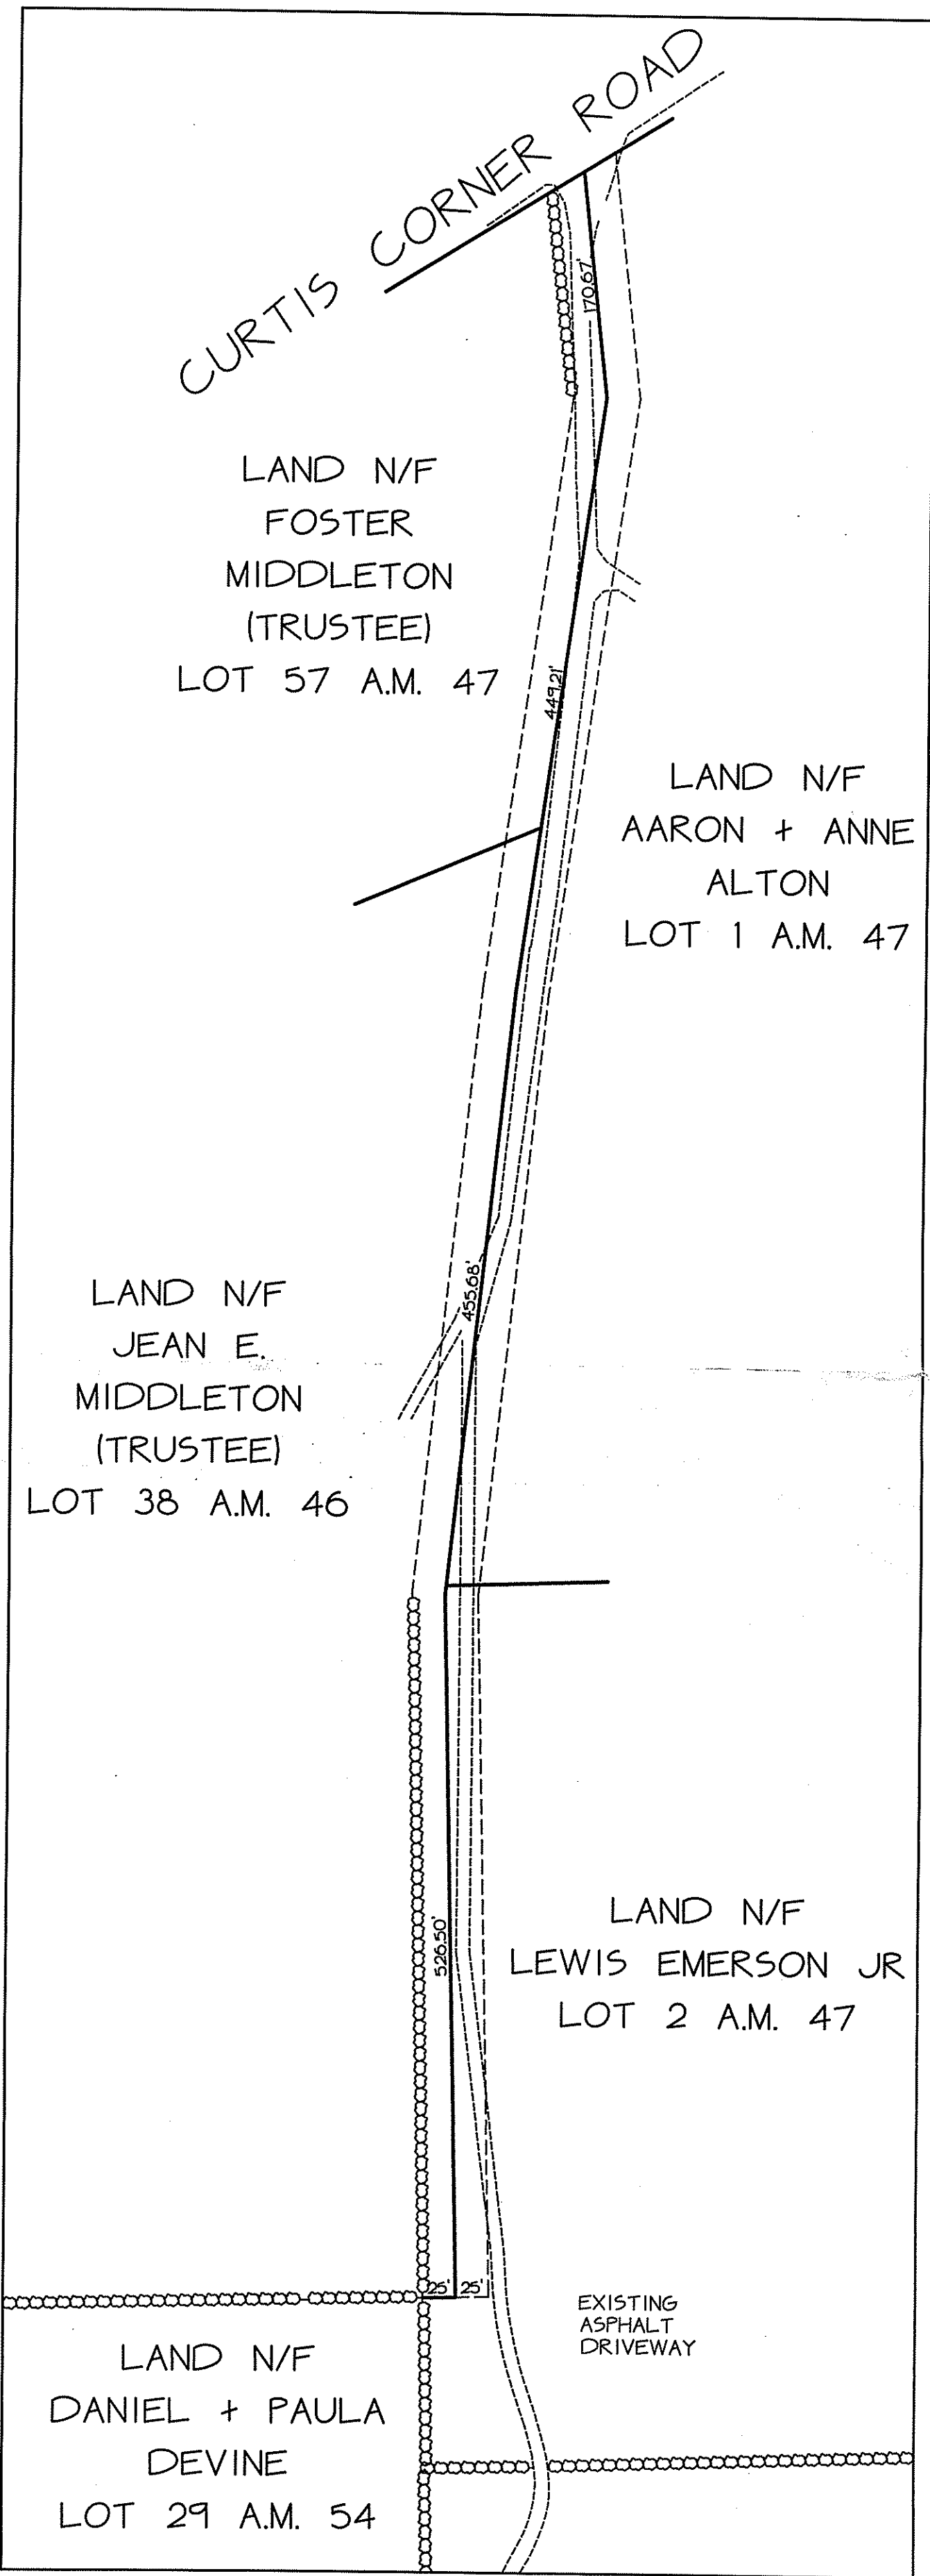 CURTIS CORNER ROAD
170.67'
LAND N/F
FOSTER
MIDDLETON
(TRUSTEE)
LOT 57 A.M. 47
449.21'
LAND N/F
AARON + ANNE
ALTON
LOT 1 A.M. 47
455.68'
LAND N/F
JEAN E.
MIDDLETON
(TRUSTEE)
LOT 38 A.M. 46
526.50'
LAND N/F
LEWIS EMERSON JR
LOT 2 A.M. 47
25' 25'
EXISTING
ASPHALT
DRIVEWAY
LAND N/F
DANIEL + PAULA
DEVINE
LOT 29 A.M. 54